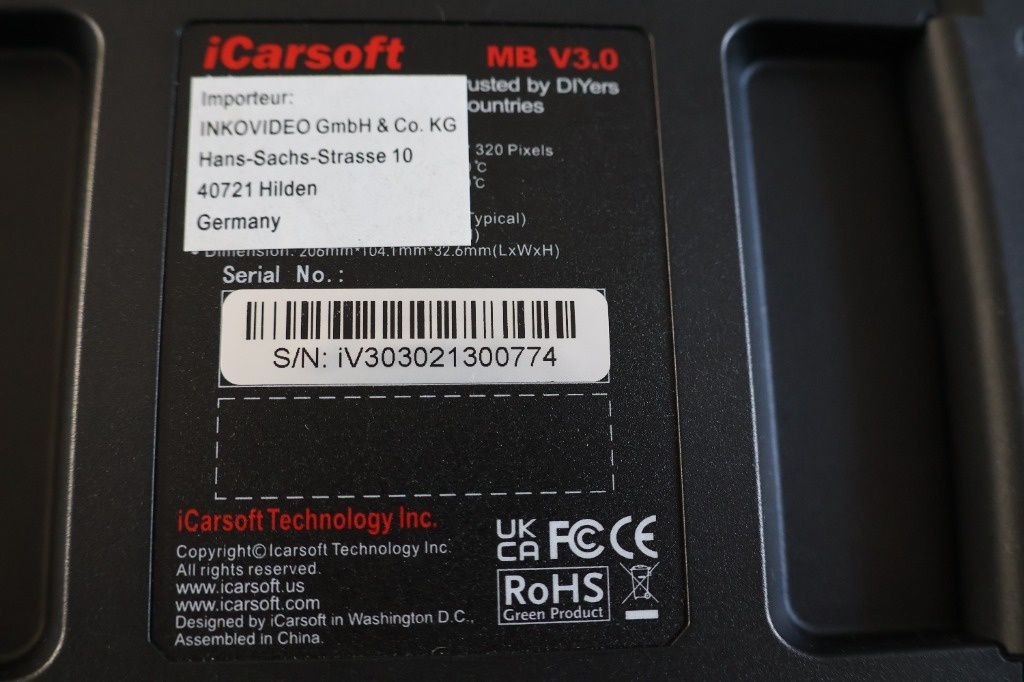 iCarsoft MB V3.0
usted by DIYers
ountries
Importeur:
INKOVIDEO GmbH & Co. KG
Hans-Sachs-Strasse 10
40721 Hilden
Germany
320 Pixels
℃
℃
ypical)
• Dimension: 206mm*104.1mm*32.6mm(LxWxH)
Serial No.:
S/N: iV303021300774
iCarsoft Technology Inc.
Copyright©Icarsoft Technology Inc.
All rights reserved.
www.icarsoft.us
www.icarsoft.com
Designed by iCarsoft in Washington D.C.,
Assembled in China.
UK
CA FC CE
RoHS
Green Product